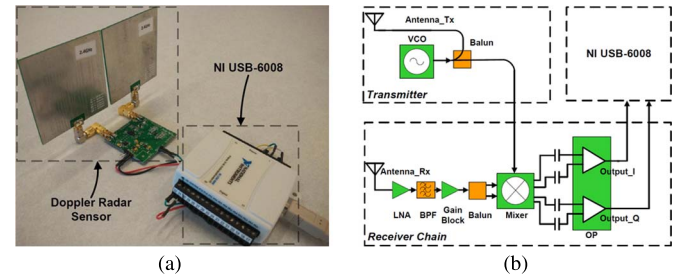 NI USB-6008
Doppler Radar
Sensor
(a)
Antenna_Tx
VCO
Balun
Transmitter
NI USB-6008
Antenna_Rx
LNA
BPF
Gain
Block
Balun
Mixer
Output_I
Output_Q
OP
Receiver Chain
(b)